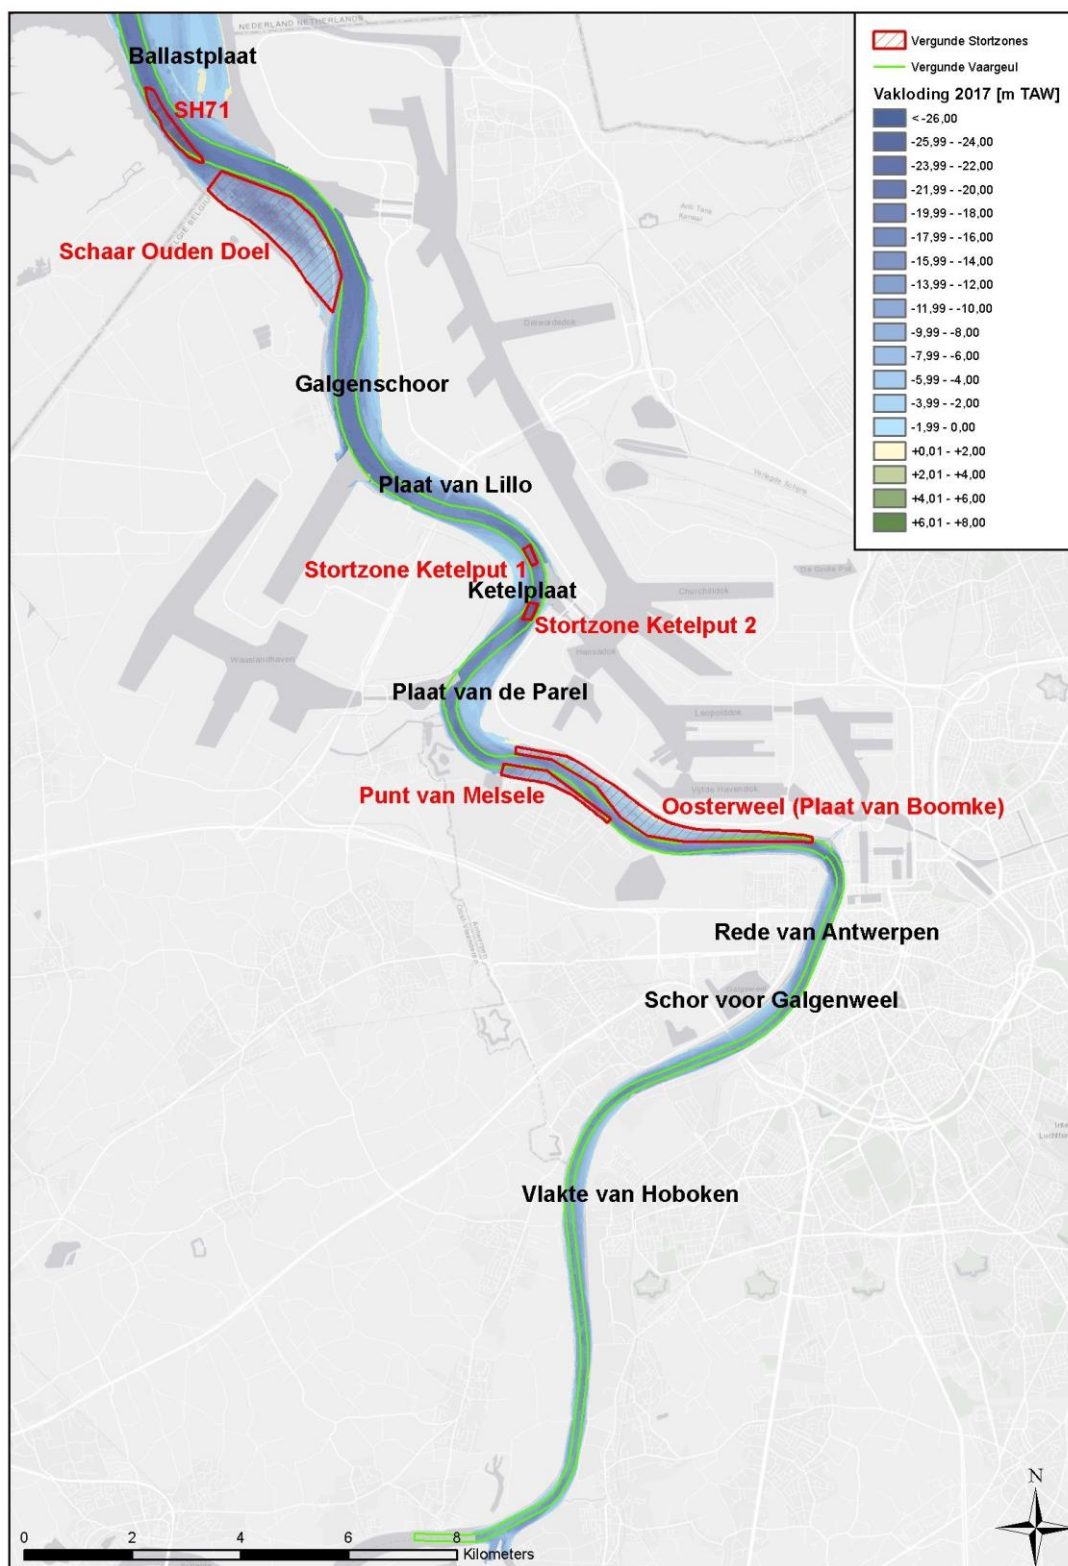 NEDERLAND NETHERLANDS
Ballastplaat
SH71
Schaar Ouden Doel
Galgenschoor
Plaat van Lillo
Stortzone Ketelput 1
Ketelplaat
Stortzone Ketelput 2
Plaat van de Parel
Punt van Melsele
Oosterweel (Plaat van Boomke)
Rede van Antwerpen
Schor voor Galgenweel
Vlakte van Hoboken
Churchilldok
Hansadok
Leopolddok
Waaslandhaven
Vijfde Havendok
Vergunde Stortzones
Vergunde Vaargeul
Vakloding 2017 [m TAW]
< -26,00
-25,99 - -24,00
-23,99 - -22,00
-21,99 - -20,00
-19,99 - -18,00
-17,99 - -16,00
-15,99 - -14,00
-13,99 - -12,00
-11,99 - -10,00
-9,99 - -8,00
-7,99 - -6,00
-5,99 - -4,00
-3,99 - -2,00
-1,99 - 0,00
+0,01 - +2,00
+2,01 - +4,00
+4,01 - +6,00
+6,01 - +8,00
N
0 2 4 6 8
Kilometers